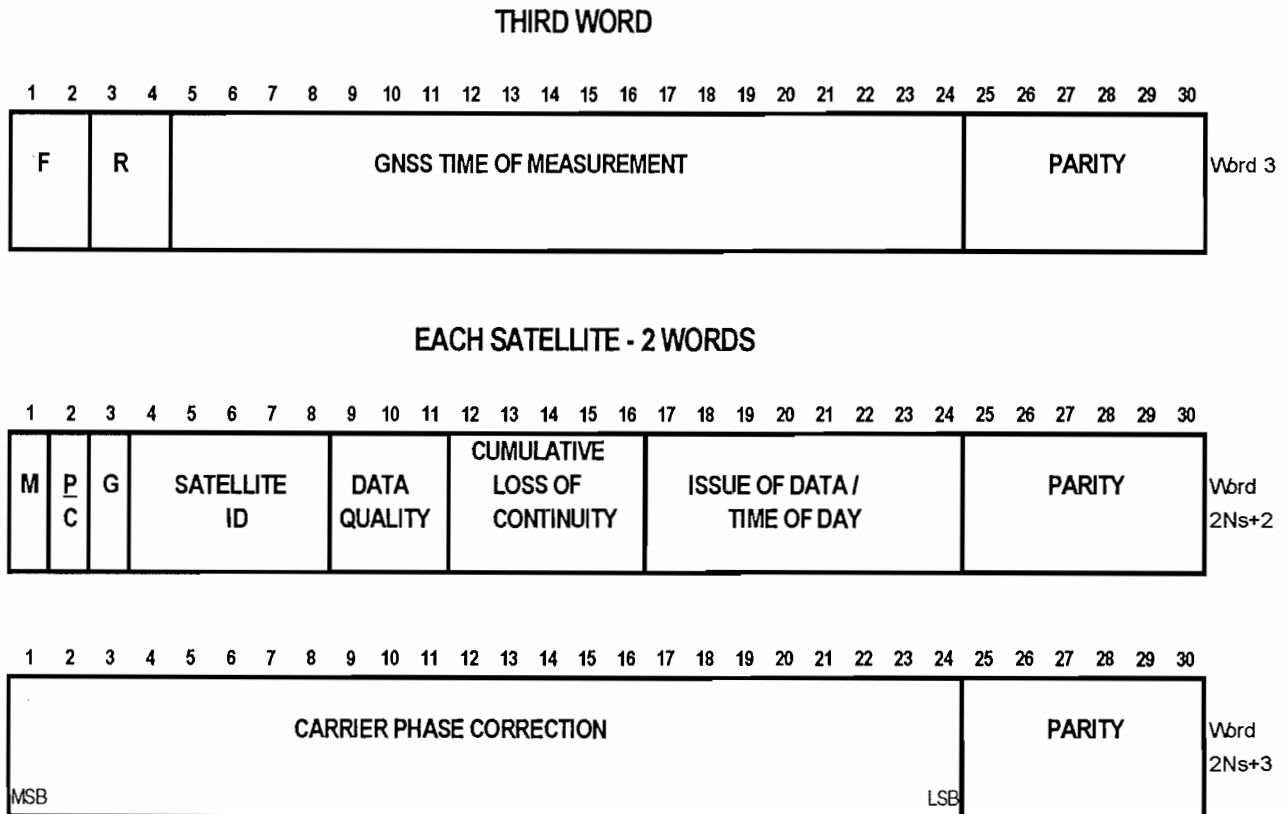 THIRD WORD
1 2 3 4 5 6 7 8 9 10 11 12 13 14 15 16 17 18 19 20 21 22 23 24 25 26 27 28 29 30
F R GNSS TIME OF MEASUREMENT PARITY Word 3
EACH SATELLITE - 2 WORDS
1 2 3 4 5 6 7 8 9 10 11 12 13 14 15 16 17 18 19 20 21 22 23 24 25 26 27 28 29 30
CUMULATIVE
M P G SATELLITE DATA LOSS OF ISSUE OF DATA / PARITY Word
C ID QUALITY CONTINUITY TIME OF DAY 2Ns+2
1 2 3 4 5 6 7 8 9 10 11 12 13 14 15 16 17 18 19 20 21 22 23 24 25 26 27 28 29 30
CARRIER PHASE CORRECTION PARITY Word
2Ns+3
MSB LSB